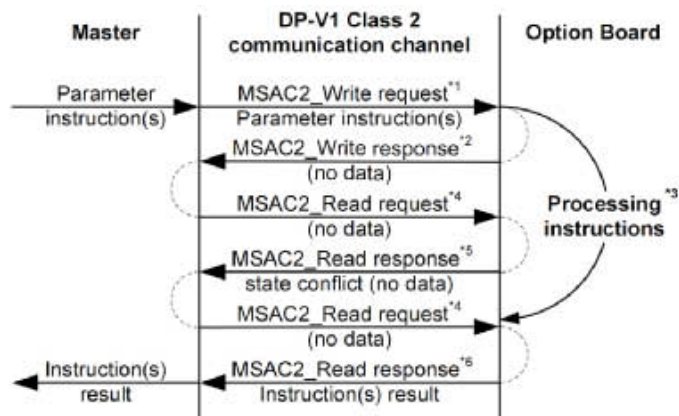 Master
DP-V1 Class 2
communication channel
Option Board
Parameter
instruction(s)
MSAC2_Write request*1
Parameter instruction(s)
MSAC2_Write response*2
(no data)
MSAC2_Read request*4
(no data)
Processing*3
instructions
MSAC2_Read response*5
state conflict (no data)
MSAC2_Read request*4
(no data)
Instruction(s)
result
MSAC2_Read response*6
Instruction(s) result